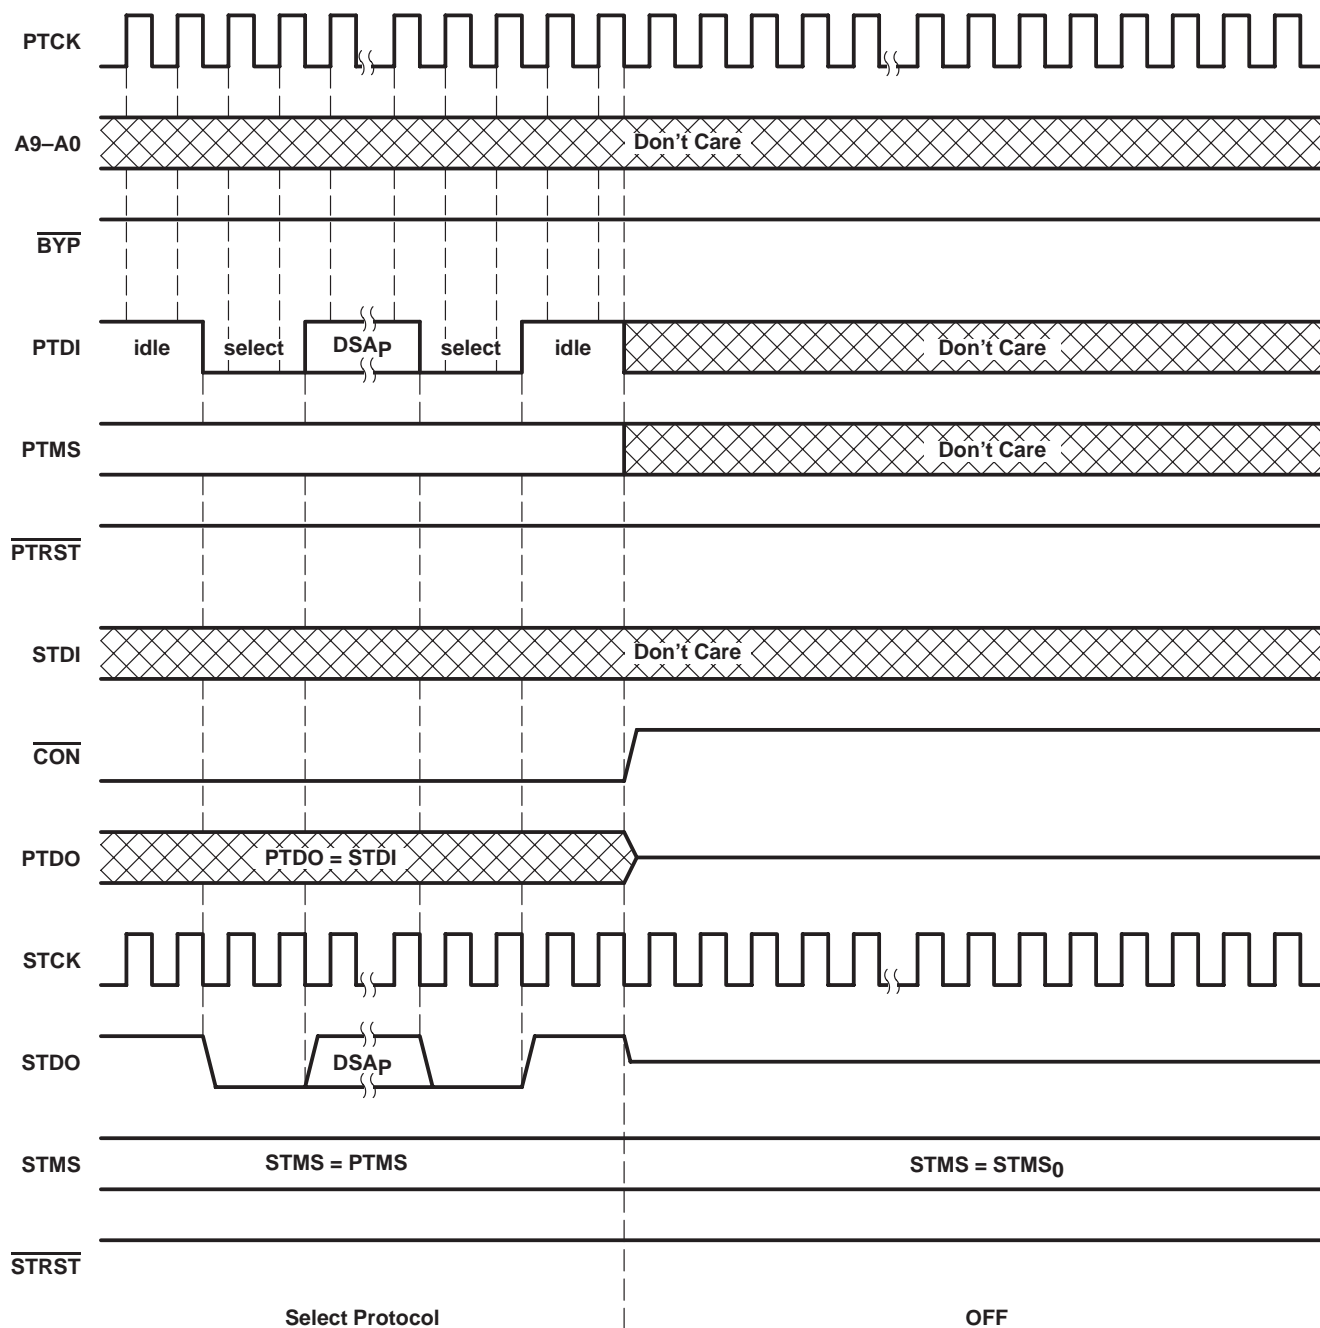 PTCK
A9–A0
Don't Care
BYP
PTDI
idle
select
DSAP
select
idle
Don't Care
PTMS
Don't Care
PTRST
STDI
Don't Care
CON
PTDO
PTDO = STDI
STCK
STDO
DSAP
STMS
STMS = PTMS
STMS = STMS0
STRST
Select Protocol
OFF